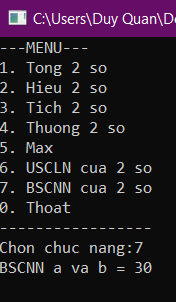 C:\Users\Duy Quan\De
---MENU---
1. Tong 2 so
2. Hieu 2 so
3. Tich 2 so
4. Thuong 2 so
5. Max
6. USCLN cua 2 so
7. BSCNN cua 2 so
0. Thoat
-----------------
Chon chuc nang:7
BSCNN a va b = 30